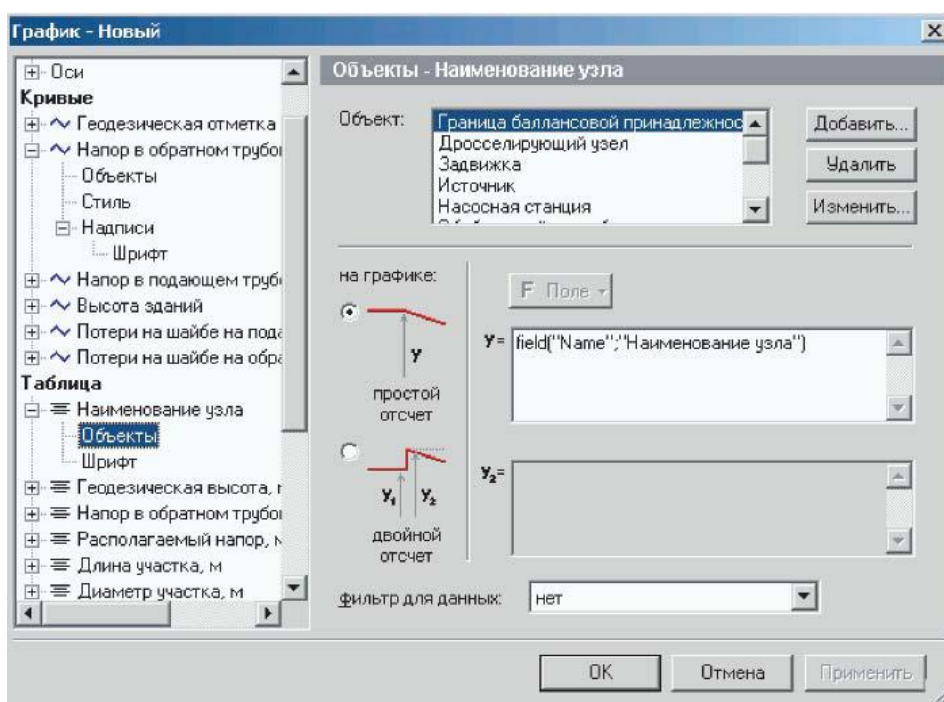 График - Новый
Оси
Кривые
Геодезическая отметка
Напор в обратном трубо
Объекты
Стиль
Надписи
Шрифт
Напор в подающем труб
Высота зданий
Потери на шайбе на пода
Потери на шайбе на обра
Таблица
Наименование узла
Объекты
Шрифт
Геодезическая высота,
Напор в обратном трубо
Располагаемый напор,
Длина участка, м
Диаметр участка, м
Объекты - Наименование узла
Объект:
Граница баллансовой принадлежнос
Дросселирующий узел
Задвижка
Источник
Насосная станция
Добавить...
Удалить
Изменить...
на графике:
y
простой
отсчет
y₁ y₂
двойной
отсчет
F Поле
y=
field("Name";"Наименование узла")
y₂=
фильтр для данных:
нет
OK
Отмена
Применить